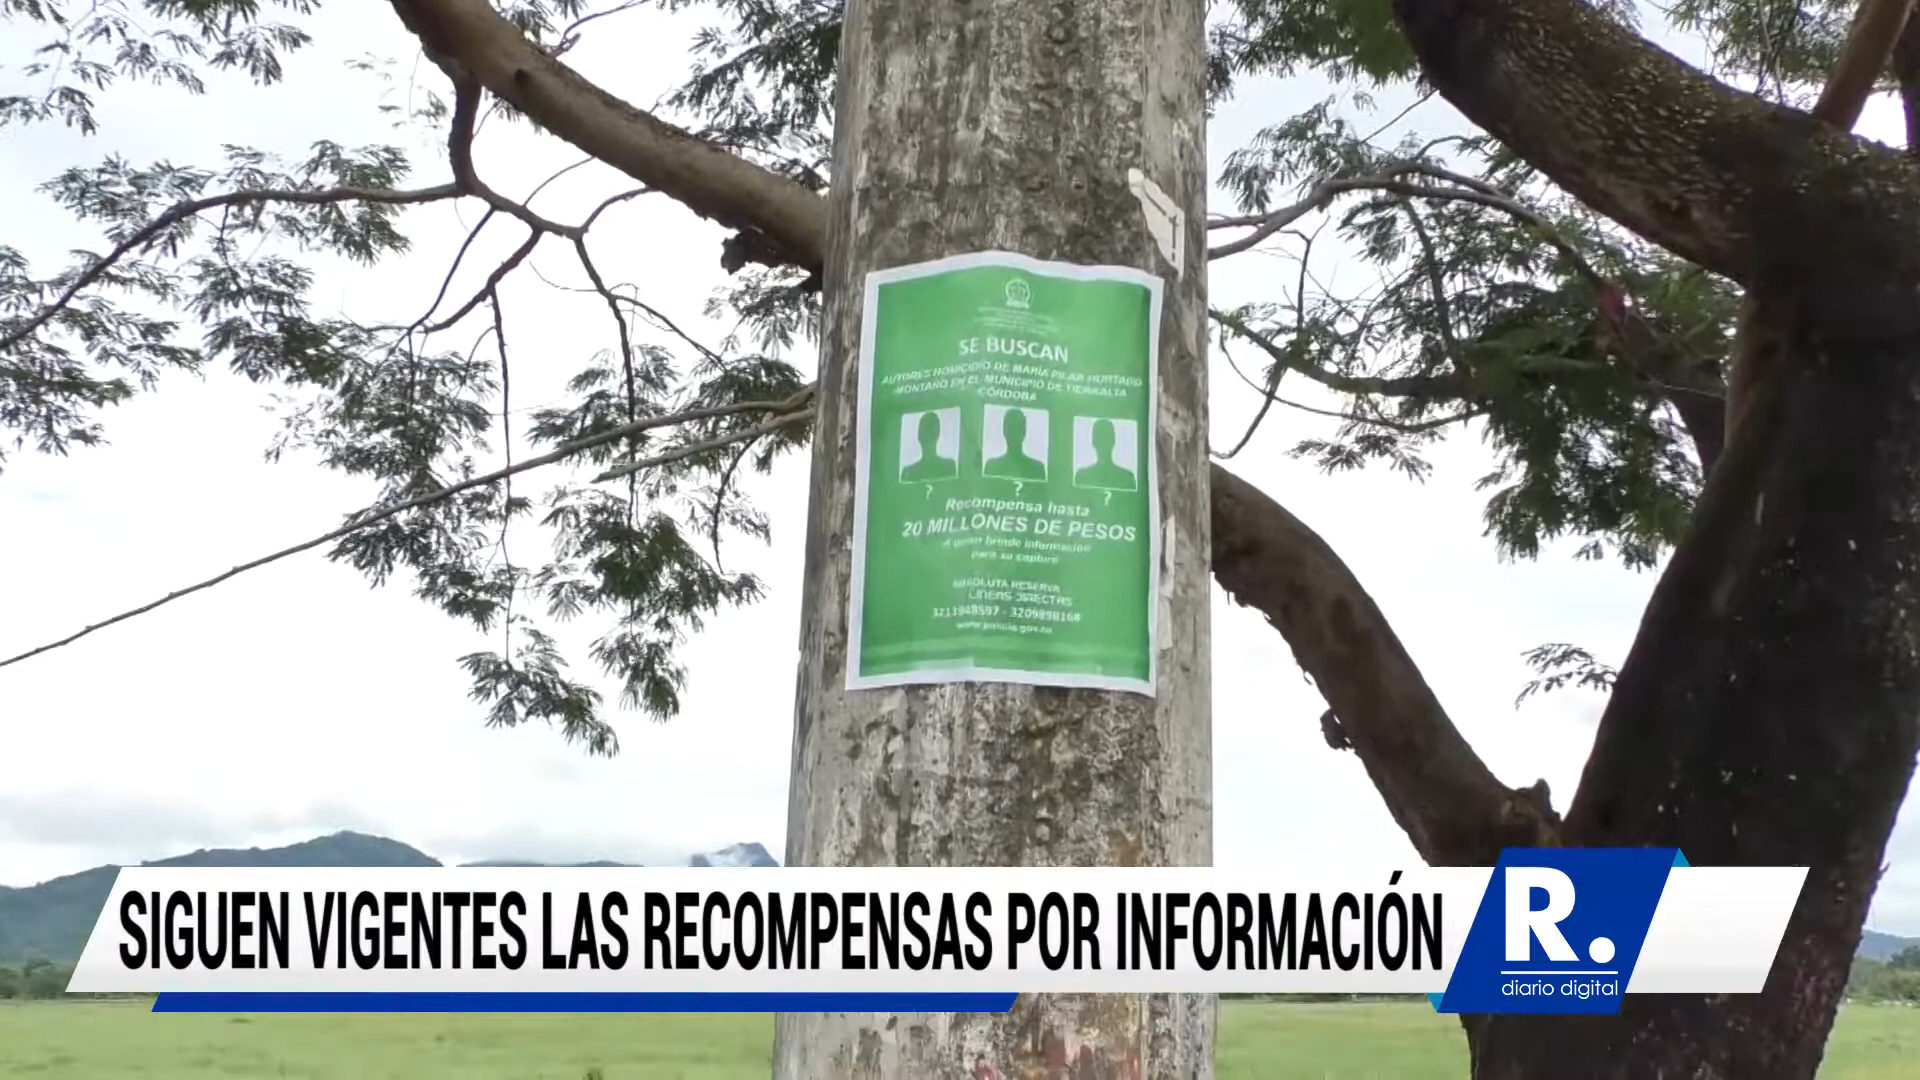 SE BUSCAN
AUTORES HOMICIDIO DE MARÍA PILAR HURTADO
MONTAÑO EN EL MUNICIPIO DE TIERRALTA
CÓRDOBA
? ? ?
Recompensa hasta
20 MILLONES DE PESOS
A quien brinde información
para su captura
ABSOLUTA RESERVA
LINEAS DIRECTAS
www.policia.gov.co
SIGUEN VIGENTES LAS RECOMPENSAS POR INFORMACIÓN
R.
diario digital